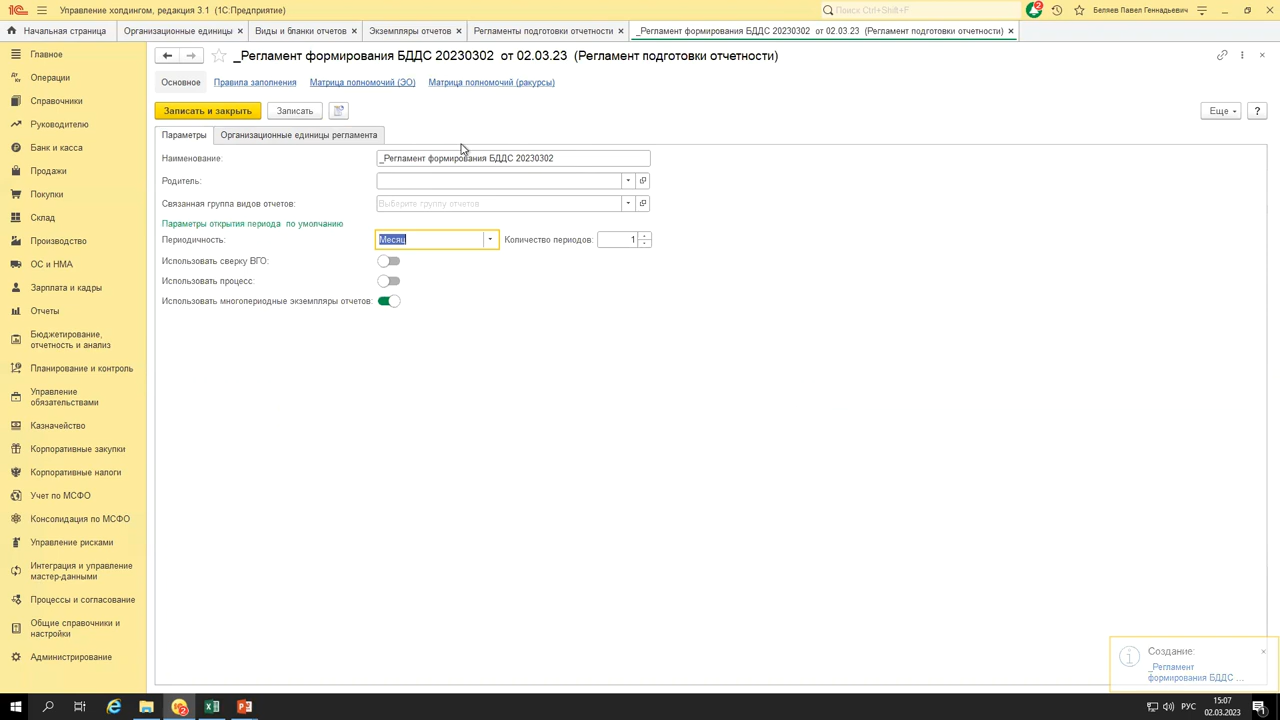 Управление холдингом, редакция 3.1 (1С:Предприятие)
Поиск Ctrl+Shift+F
2
Беляев Павел Геннадьевич
Начальная страница
Организационные единицы ×
Виды и бланки отчетов ×
Экземпляры отчетов ×
Регламенты подготовки отчетности ×
_Регламент формирования БДДС 20230302 от 02.03.23 (Регламент подготовки отчетности) ×
Главное
Операции
Справочники
Руководителю
Банк и касса
Продажи
Покупки
Склад
Производство
ОС и НМА
Зарплата и кадры
Отчеты
Бюджетирование,
отчетность и анализ
Планирование и контроль
Управление
обязательствами
Казначейство
Корпоративные закупки
Корпоративные налоги
Учет по МСФО
Консолидация по МСФО
Управление рисками
Интеграция и управление
мастер-данными
Процессы и согласование
Общие справочники и
настройки
Администрирование
_Регламент формирования БДДС 20230302 от 02.03.23 (Регламент подготовки отчетности)
Основное
Правила заполнения
Матрица полномочий (ЭО)
Матрица полномочий (ракурсы)
Записать и закрыть
Записать
Еще
?
Параметры
Организационные единицы регламента
Наименование:
_Регламент формирования БДДС 20230302
Родитель:
Связанная группа видов отчетов:
Выберите группу отчетов
Параметры открытия периода по умолчанию
Периодичность:
Месяц
Количество периодов:
1
Использовать сверку ВГО:
Использовать процесс:
Использовать многопериодные экземпляры отчетов:
Создание:
_Регламент
формирования БДДС ...
РУС
15:07
02.03.2023